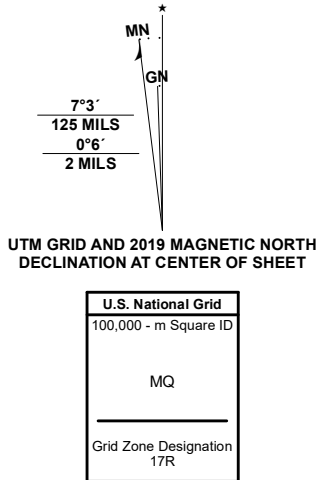 ★
MN
GN
7°3´
125 MILS
0°6´
2 MILS
UTM GRID AND 2019 MAGNETIC NORTH
DECLINATION AT CENTER OF SHEET
U.S. National Grid
100,000 - m Square ID
MQ
Grid Zone Designation
17R